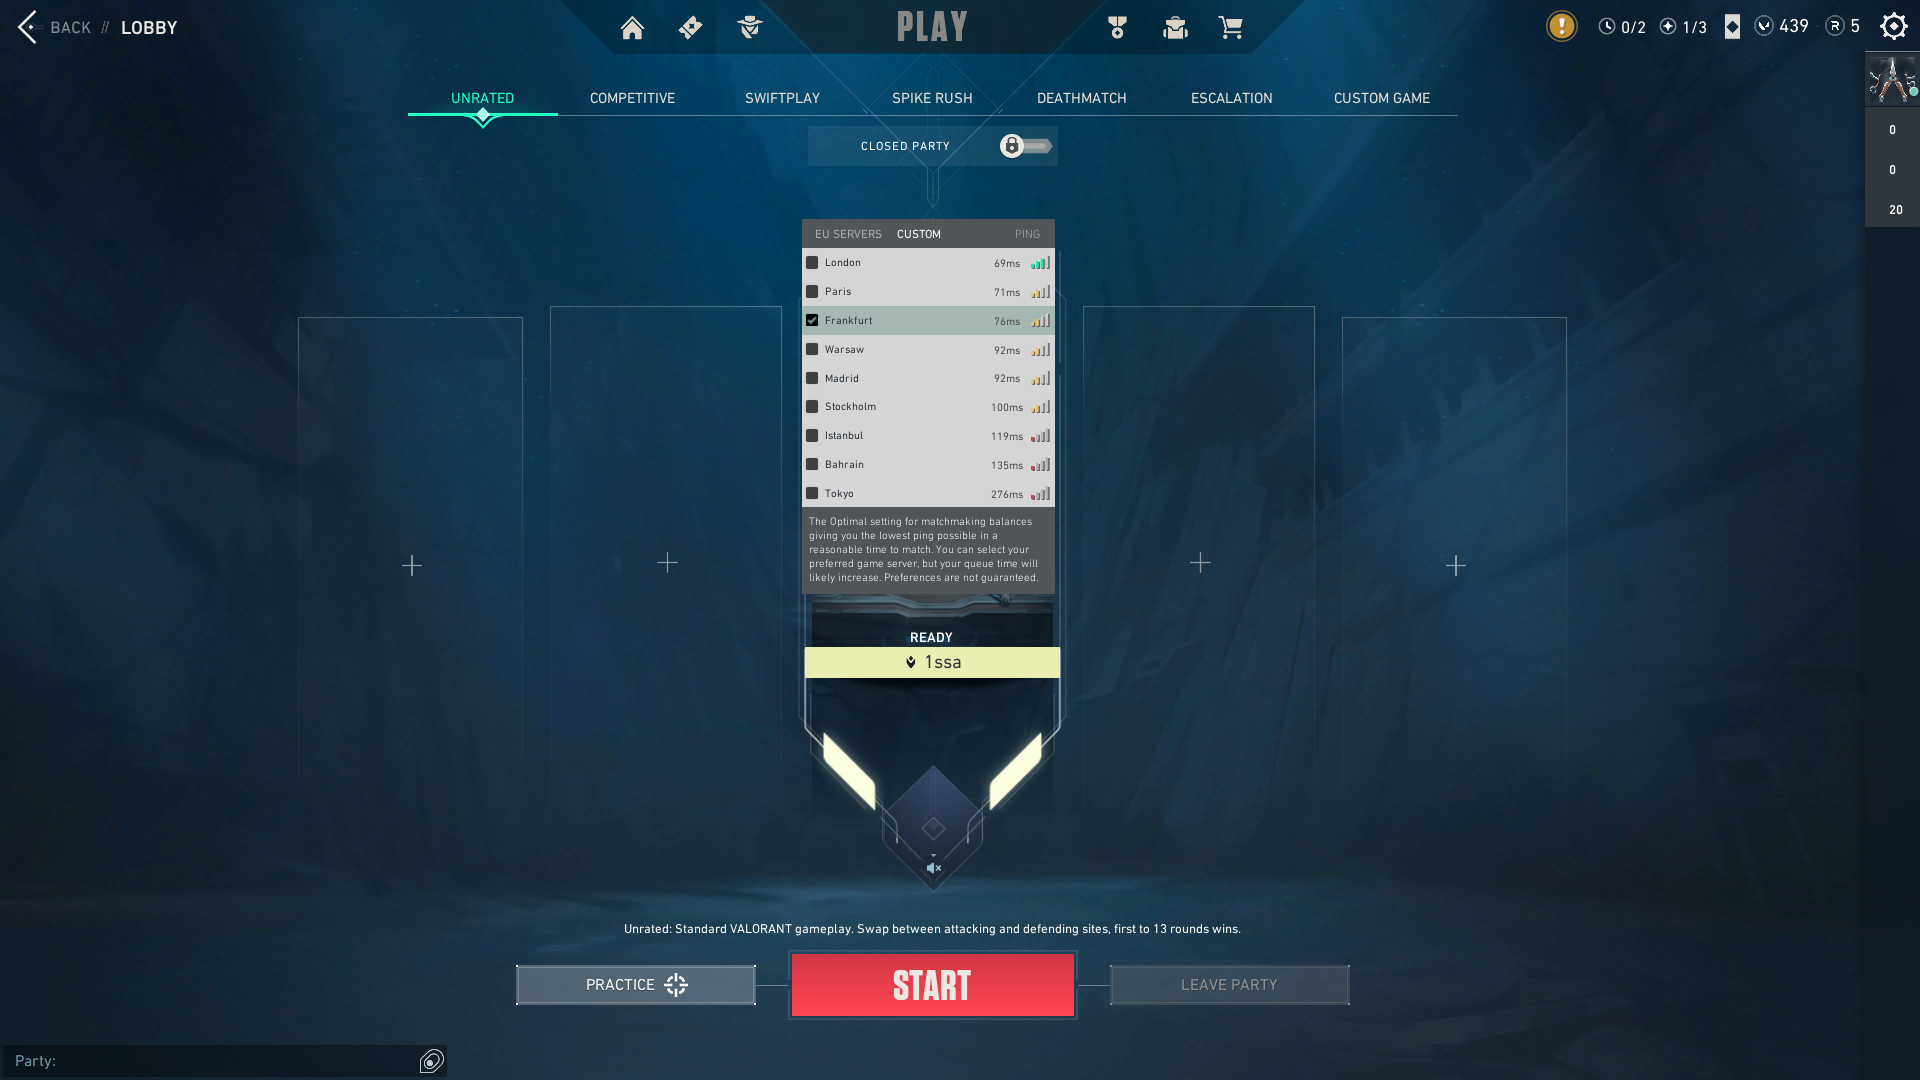 BACK // LOBBY
PLAY
0/2
1/3
439
R 5
UNRATED
COMPETITIVE
SWIFTPLAY
SPIKE RUSH
DEATHMATCH
ESCALATION
CUSTOM GAME
CLOSED PARTY
0
0
20
EU SERVERS CUSTOM PING
London 69ms
Paris 71ms
Frankfurt 76ms
Warsaw 92ms
Madrid 92ms
Stockholm 100ms
Istanbul 119ms
Bahrain 135ms
Tokyo 276ms
The Optimal setting for matchmaking balances
giving you the lowest ping possible in a
reasonable time to match. You can select your
preferred game server, but your queue time will
likely increase. Preferences are not guaranteed.
READY
1ssa
Unrated: Standard VALORANT gameplay. Swap between attacking and defending sites, first to 13 rounds wins.
PRACTICE
START
LEAVE PARTY
Party: